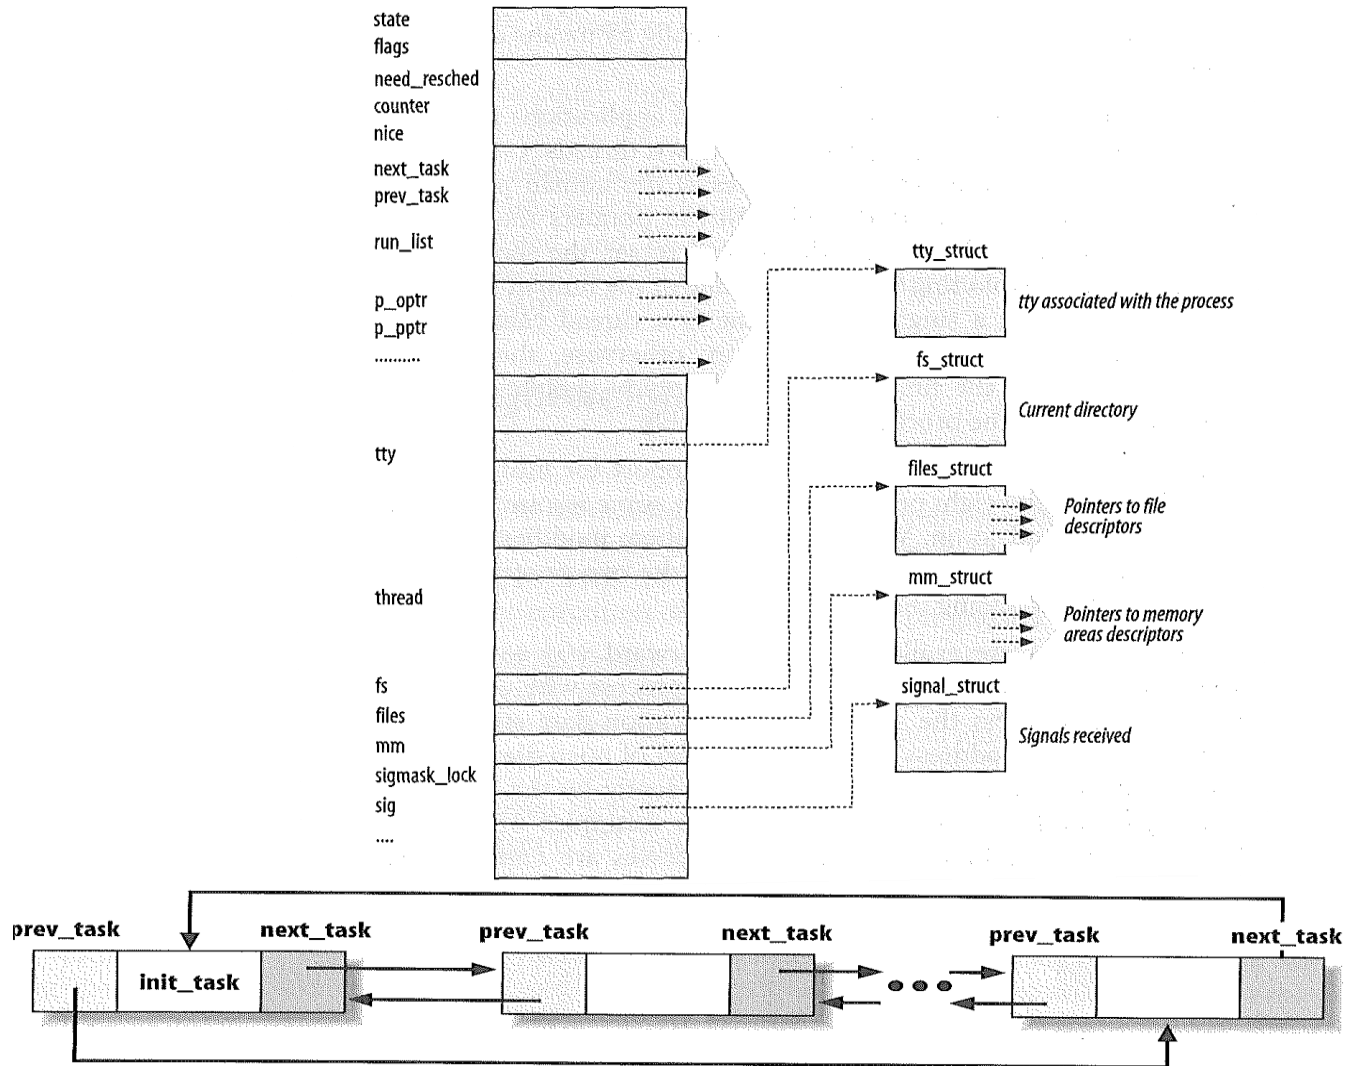 state
flags
need_resched
counter
nice
next_task
prev_task
run_list
p_optr
p_pptr
..........
tty
thread
fs
files
mm
sigmask_lock
sig
....
tty_struct
tty associated with the process
fs_struct
Current directory
files_struct
Pointers to file
descriptors
mm_struct
Pointers to memory
areas descriptors
signal_struct
Signals received
prev_task
next_task
prev_task
next_task
prev_task
next_task
init_task